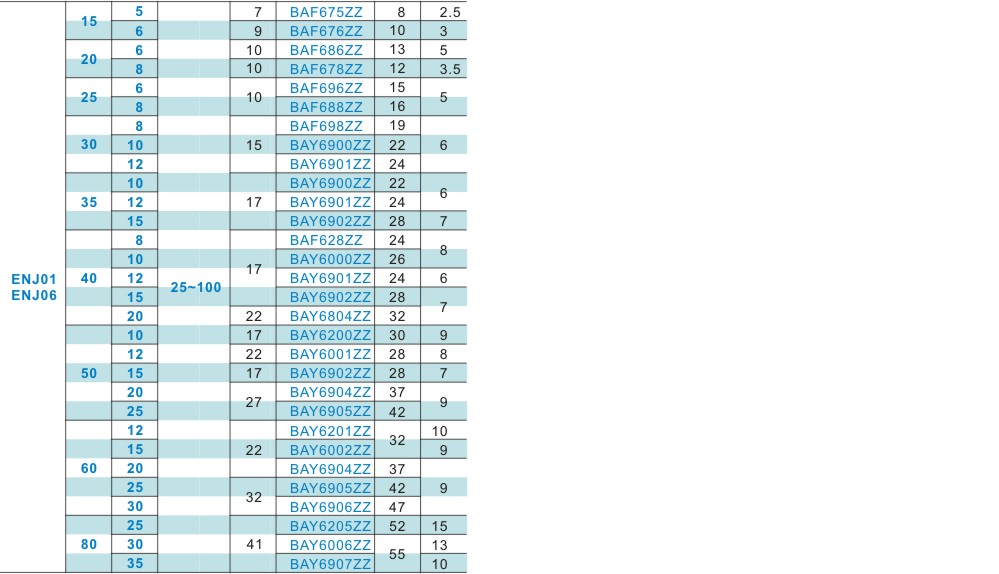 15 5 7 BAF675ZZ 8 2.5
6 9 BAF676ZZ 10 3
20 6 10 BAF686ZZ 13 5
8 10 BAF678ZZ 12 3.5
25 6 10 BAF696ZZ 15 5
8 BAF688ZZ 16
8 BAF698ZZ 19
30 10 15 BAY6900ZZ 22 6
12 BAY6901ZZ 24
10 BAY6900ZZ 22 6
35 12 17 BAY6901ZZ 24
15 BAY6902ZZ 28 7
8 BAF628ZZ 24 8
10 17 BAY6000ZZ 26
ENJ01 40 12 25~100 BAY6901ZZ 24 6
ENJ06 15 BAY6902ZZ 28 7
20 22 BAY6804ZZ 32
10 17 BAY6200ZZ 30 9
12 22 BAY6001ZZ 28 8
50 15 17 BAY6902ZZ 28 7
20 27 BAY6904ZZ 37 9
25 BAY6905ZZ 42
12 BAY6201ZZ 32 10
15 22 BAY6002ZZ 9
60 20 BAY6904ZZ 37
25 32 BAY6905ZZ 42 9
30 BAY6906ZZ 47
25 BAY6205ZZ 52 15
80 30 41 BAY6006ZZ 55 13
35 BAY6907ZZ 10